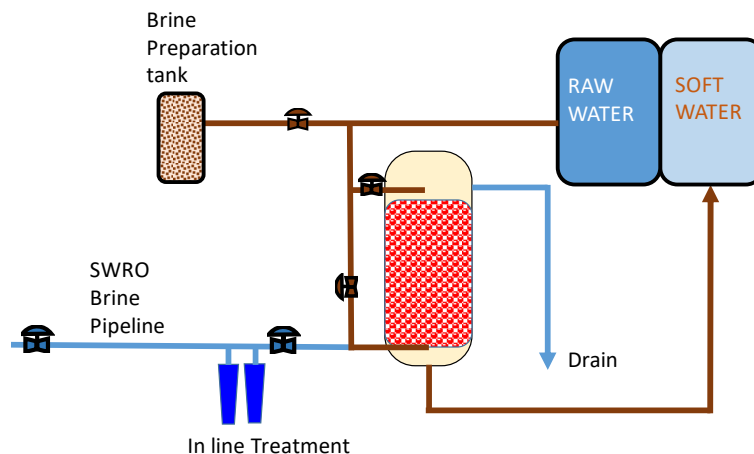 Brine
Preparation
tank
RAW
WATER
SOFT
WATER
SWRO
Brine
Pipeline
Drain
In line Treatment